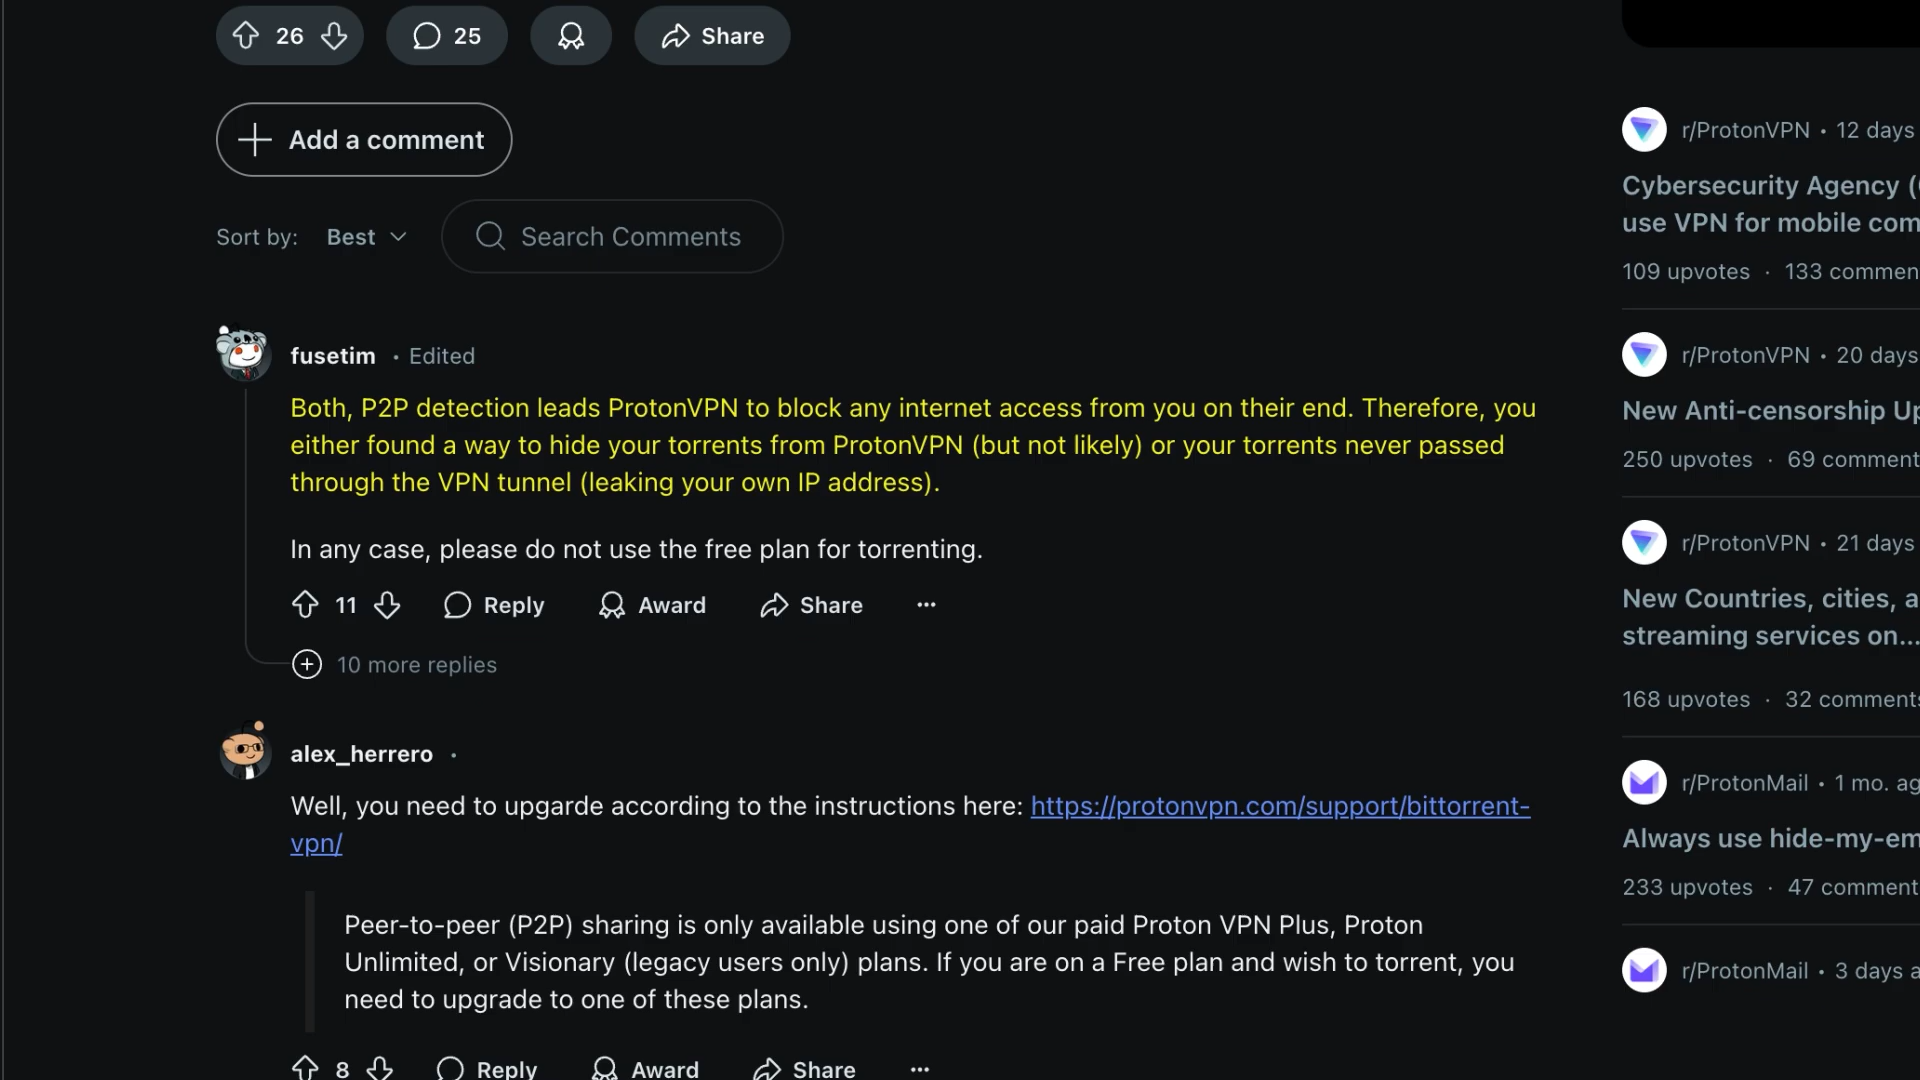 26
25
Share
Add a comment
Sort by: Best
Search Comments
fusetim • Edited
Both, P2P detection leads ProtonVPN to block any internet access from you on their end. Therefore, you
either found a way to hide your torrents from ProtonVPN (but not likely) or your torrents never passed
through the VPN tunnel (leaking your own IP address).
In any case, please do not use the free plan for torrenting.
11 Reply Award Share
10 more replies
alex_herrero •
Well, you need to upgarde according to the instructions here: https://protonvpn.com/support/bittorrent-
vpn/
Peer-to-peer (P2P) sharing is only available using one of our paid Proton VPN Plus, Proton
Unlimited, or Visionary (legacy users only) plans. If you are on a Free plan and wish to torrent, you
need to upgrade to one of these plans.
8 Reply Award Share
r/ProtonVPN • 12 days
Cybersecurity Agency (
use VPN for mobile com
109 upvotes · 133 commen
r/ProtonVPN • 20 days
New Anti-censorship Up
250 upvotes · 69 comment
r/ProtonVPN • 21 days
New Countries, cities, a
streaming services on...
168 upvotes · 32 comments
r/ProtonMail • 1 mo. ag
Always use hide-my-em
233 upvotes · 47 comment
r/ProtonMail • 3 days a